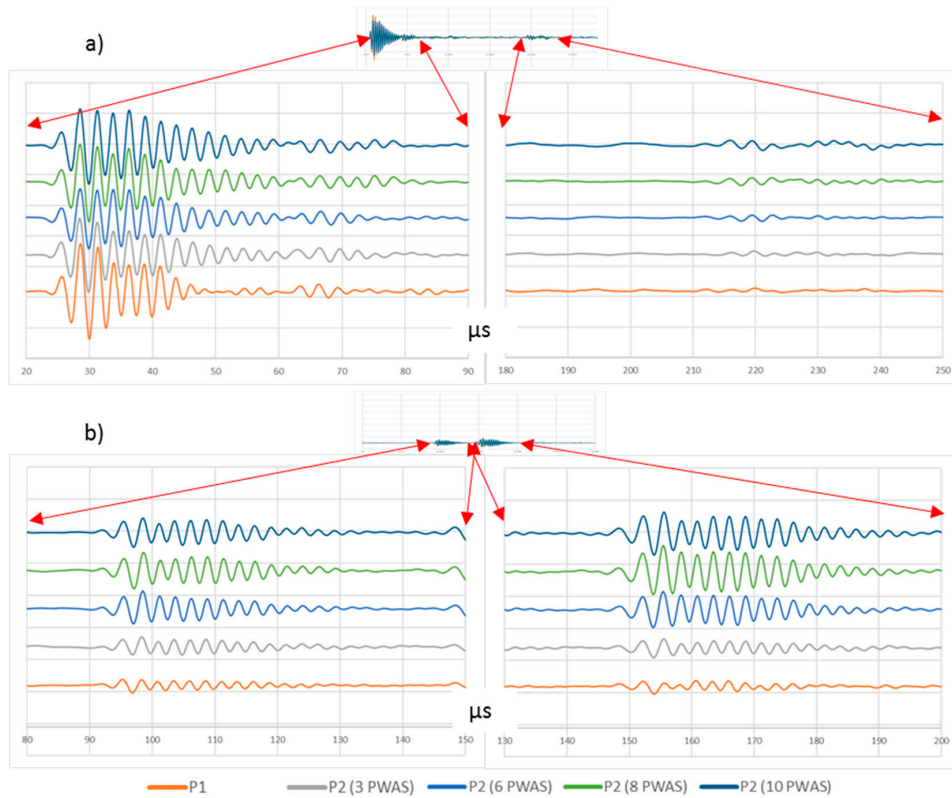 a)
20 30 40 50 60 70 80 90
180 190 200 210 220 230 240 250
µs
b)
80 90 100 110 120 130 140 150
130 140 150 160 170 180 190 200
µs
P1 P2 (3 PWAS) P2 (6 PWAS) P2 (8 PWAS) P2 (10 PWAS)